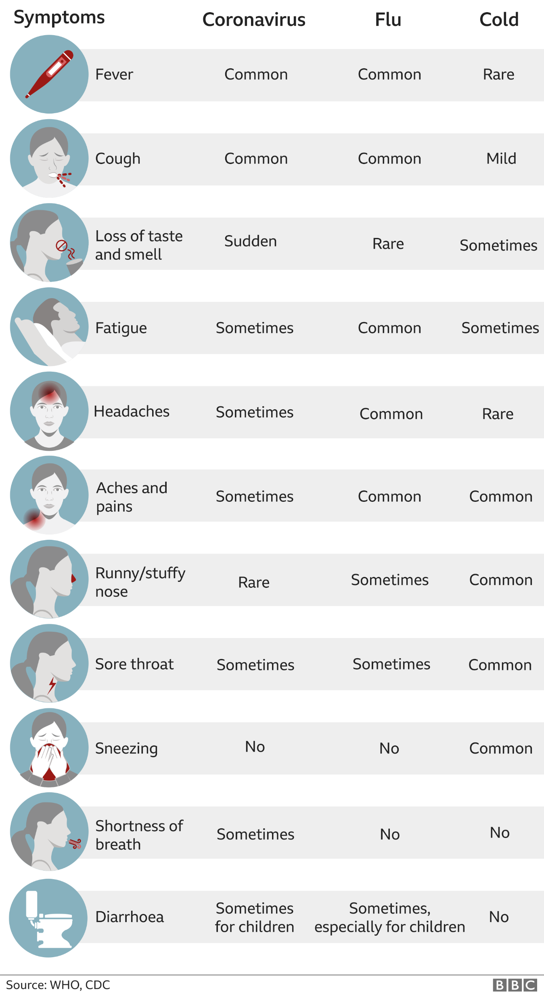 Symptoms Coronavirus Flu Cold
Fever Common Common Rare
Cough Common Common Mild
Loss of taste
and smell Sudden Rare Sometimes
Fatigue Sometimes Common Sometimes
Headaches Sometimes Common Rare
Aches and
pains Sometimes Common Common
Runny/stuffy
nose Rare Sometimes Common
Sore throat Sometimes Sometimes Common
Sneezing No No Common
Shortness of
breath Sometimes No No
Diarrhoea Sometimes
for children Sometimes,
especially for children No
Source: WHO, CDC BBC